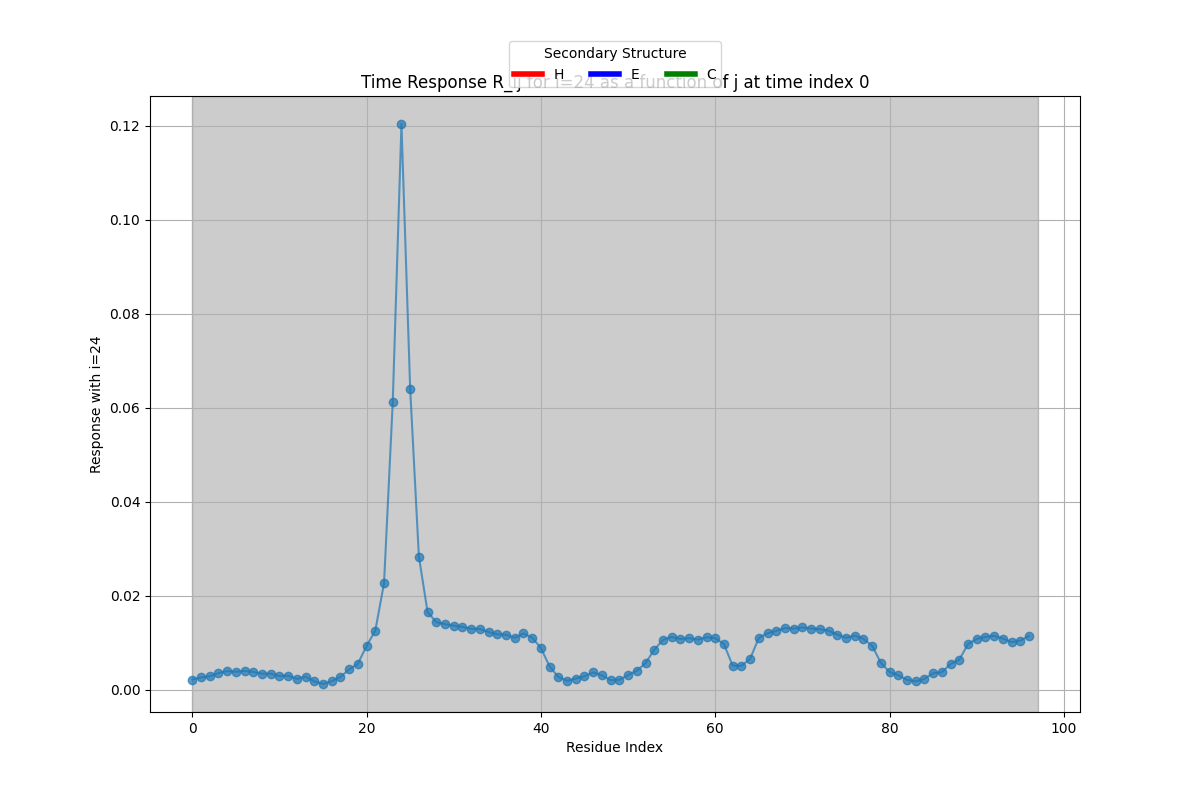 Secondary Structure
H E C
Time Response R_ij for i=24 as a function of j at time index 0
0.12
0.10
0.08
0.06
0.04
0.02
0.00
Response with i=24
0 20 40 60 80 100
Residue Index